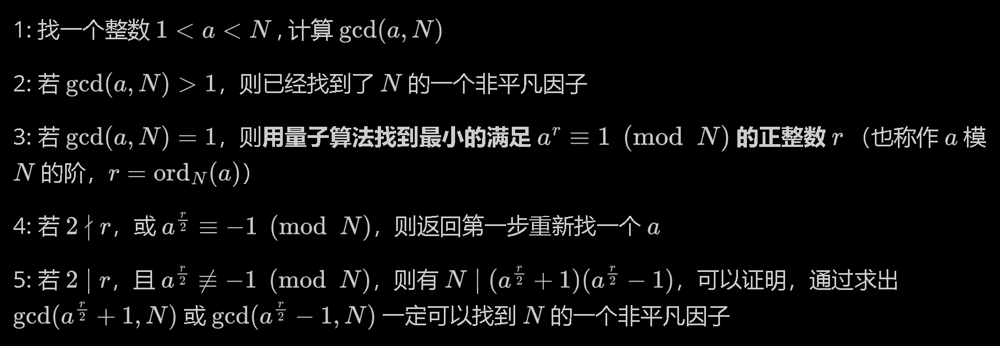 1: 找一个整数 $1 < a < N$ , 计算 $\gcd(a, N)$
2: 若 $\gcd(a, N) > 1$，则已经找到了 $N$ 的一个非平凡因子
3: 若 $\gcd(a, N) = 1$，则用量子算法找到最小的满足 $a^r \equiv 1 \pmod N$ 的正整数 $r$（也称作 $a$ 模
$N$ 的阶，$r = \mathrm{ord}_N(a)$）
4: 若 $2 \nmid r$，或 $a^{\frac{r}{2}} \equiv -1 \pmod N$，则返回第一步重新找一个 $a$
5: 若 $2 \mid r$，且 $a^{\frac{r}{2}} \not\equiv -1 \pmod N$，则有 $N \mid (a^{\frac{r}{2}} + 1)(a^{\frac{r}{2}} - 1)$，可以证明，通过求出
$\gcd(a^{\frac{r}{2}} + 1, N)$ 或 $\gcd(a^{\frac{r}{2}} - 1, N)$ 一定可以找到 $N$ 的一个非平凡因子